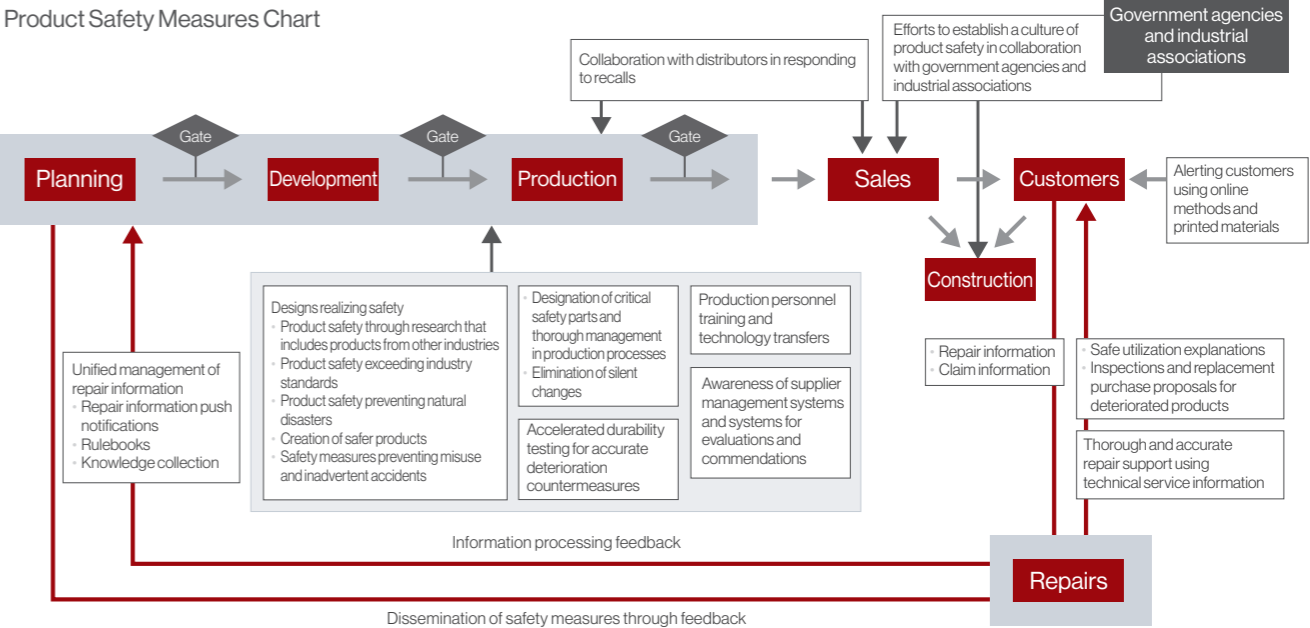 Product Safety Measures Chart
Government agencies
and industrial
associations
Efforts to establish a culture of
product safety in collaboration
with government agencies and
industrial associations
Collaboration with distributors in responding
to recalls
Gate
Gate
Gate
Planning
Development
Production
Sales
Customers
Alerting customers
using online
methods and
printed materials
Construction
Designs realizing safety
• Product safety through research that
includes products from other industries
• Product safety exceeding industry
standards
• Product safety preventing natural
disasters
• Creation of safer products
• Safety measures preventing misuse
and inadvertent accidents
• Designation of critical
safety parts and
thorough management
in production processes
• Elimination of silent
changes
Accelerated durability
testing for accurate
deterioration
countermeasures
Production personnel
training and
technology transfers
Awareness of supplier
management systems
and systems for
evaluations and
commendations
Unified management of
repair information
• Repair information push
notifications
• Rulebooks
• Knowledge collection
• Repair information
• Claim information
• Safe utilization explanations
• Inspections and replacement
purchase proposals for
deteriorated products
Thorough and accurate
repair support using
technical service information
Information processing feedback
Repairs
Dissemination of safety measures through feedback